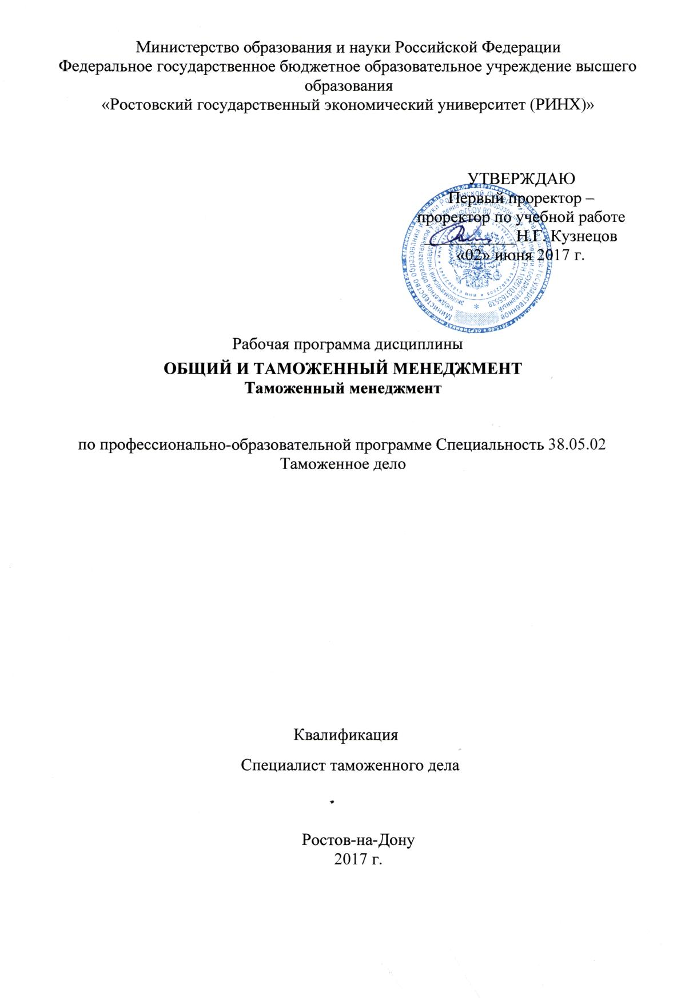 Министерство образования и науки Российской Федерации
Федеральное государственное бюджетное образовательное учреждение высшего
образования
«Ростовский государственный экономический университет (РИНХ)»
УТВЕРЖДАЮ
Первый проректор –
проректор по учебной работе
Н.Г. Кузнецов
«02» июня 2017 г.
Рабочая программа дисциплины
ОБЩИЙ И ТАМОЖЕННЫЙ МЕНЕДЖМЕНТ
Таможенный менеджмент
по профессионально-образовательной программе Специальность 38.05.02
Таможенное дело
Квалификация
Специалист таможенного дела
Ростов-на-Дону
2017 г.